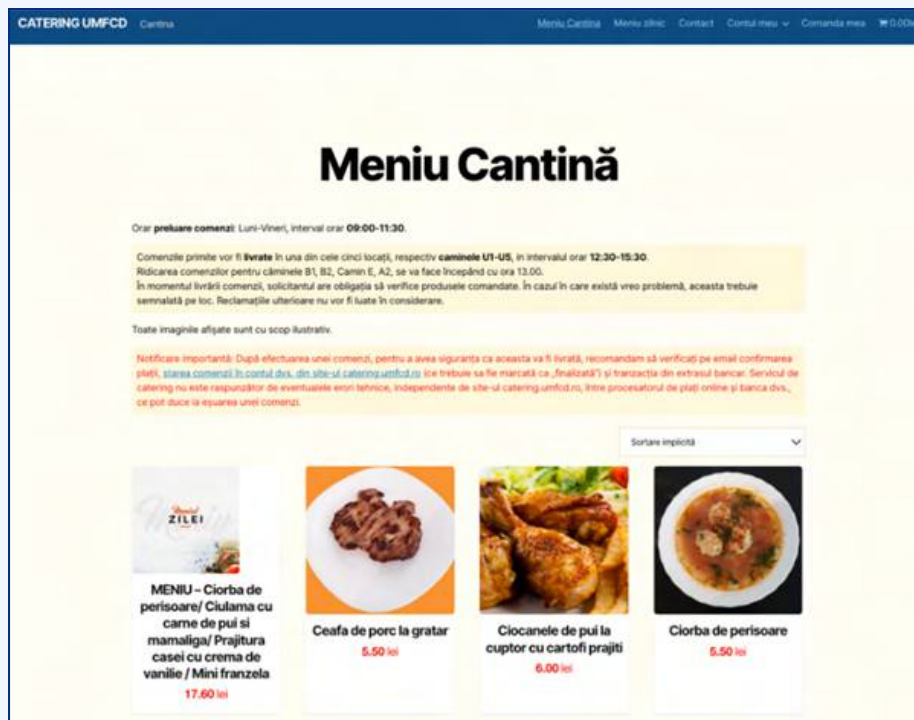 CATERING UMFCD Cantina Meniu Cantina Meniu zilnic Contact Contul meu Comanda mea 0.00
Meniu Cantină
Orar preluare comenzi: Luni-Vineri, interval orar 09:00-11:30.
Comenzile primite vor fi livrate în una din cele cinci locații, respectiv caminele U1-U5, in intervalul orar 12:30-15:30.
Ridicarea comenzilor pentru căminele B1, B2, Camin E, A2, se va face începând cu ora 13.00.
În momentul livrării comenzii, solicitantul are obligația să verifice produsele comandate. În cazul în care există vreo problemă, aceasta trebuie
semnalată pe loc. Reclamațiile ulterioare nu vor fi luate în considerare.
Toate imaginile afișate sunt cu scop ilustrativ.
Notificare importantă: După efectuarea unei comenzi, pentru a avea siguranța ca aceasta va fi livrată, recomandam să verificați pe email confirmarea
plații, starea comenzii în contul dvs. din site-ul catering.umfcd.ro (ce trebuie sa fie marcată ca „finalizată") și tranzacția din extrasul bancar. Serviciul de
catering nu este raspunzător de eventualele erori tehnice, independente de site-ul catering.umfcd.ro, între procesatorul de plați online și banca dvs.,
ce pot duce la eșuarea unei comenzi.
Sortare implicită
Meniul
ZILEI
MENIU – Ciorba de
perisoare/ Ciulama cu
carne de pui si
mamaliga/ Prajitura
casei cu crema de
vanilie / Mini franzela
17.60 lei
Ceafa de porc la gratar
5.50 lei
Ciocanele de pui la
cuptor cu cartofi prajiti
6.00 lei
Ciorba de perisoare
5.50 lei